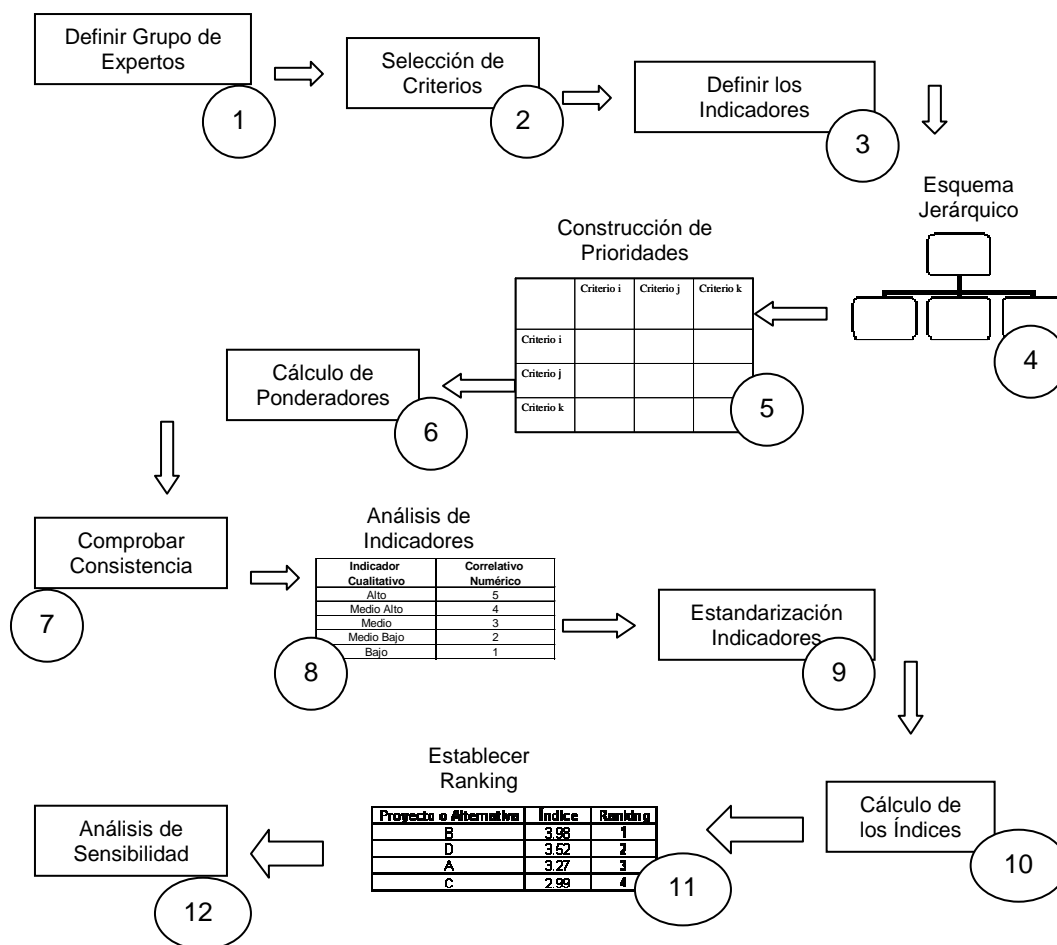 Definir Grupo de
Expertos
1
Selección de
Criterios
2
Definir los
Indicadores
3
Esquema
Jerárquico
4
Construcción de
Prioridades
Criterio i Criterio j Criterio k
Criterio i
Criterio j
Criterio k
5
Cálculo de
Ponderadores
6
Comprobar
Consistencia
7
Análisis de
Indicadores
Indicador Correlativo
Cualitativo Numérico
Alto 5
Medio Alto 4
Medio 3
Medio Bajo 2
Bajo 1
8
Estandarización
Indicadores
9
Cálculo de
los Índices
10
Establecer
Ranking
Proyecto o Alternativa Índice Ranking
B 3.98 1
D 3.52 2
A 3.27 3
C 2.99 4
11
Análisis de
Sensibilidad
12